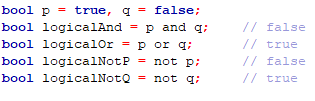 bool p = true, q = false;
bool logicalAnd = p and q;     // false
bool logicalOr = p or q;       // true
bool logicalNotP = not p;      // false
bool logicalNotQ = not q;      // true